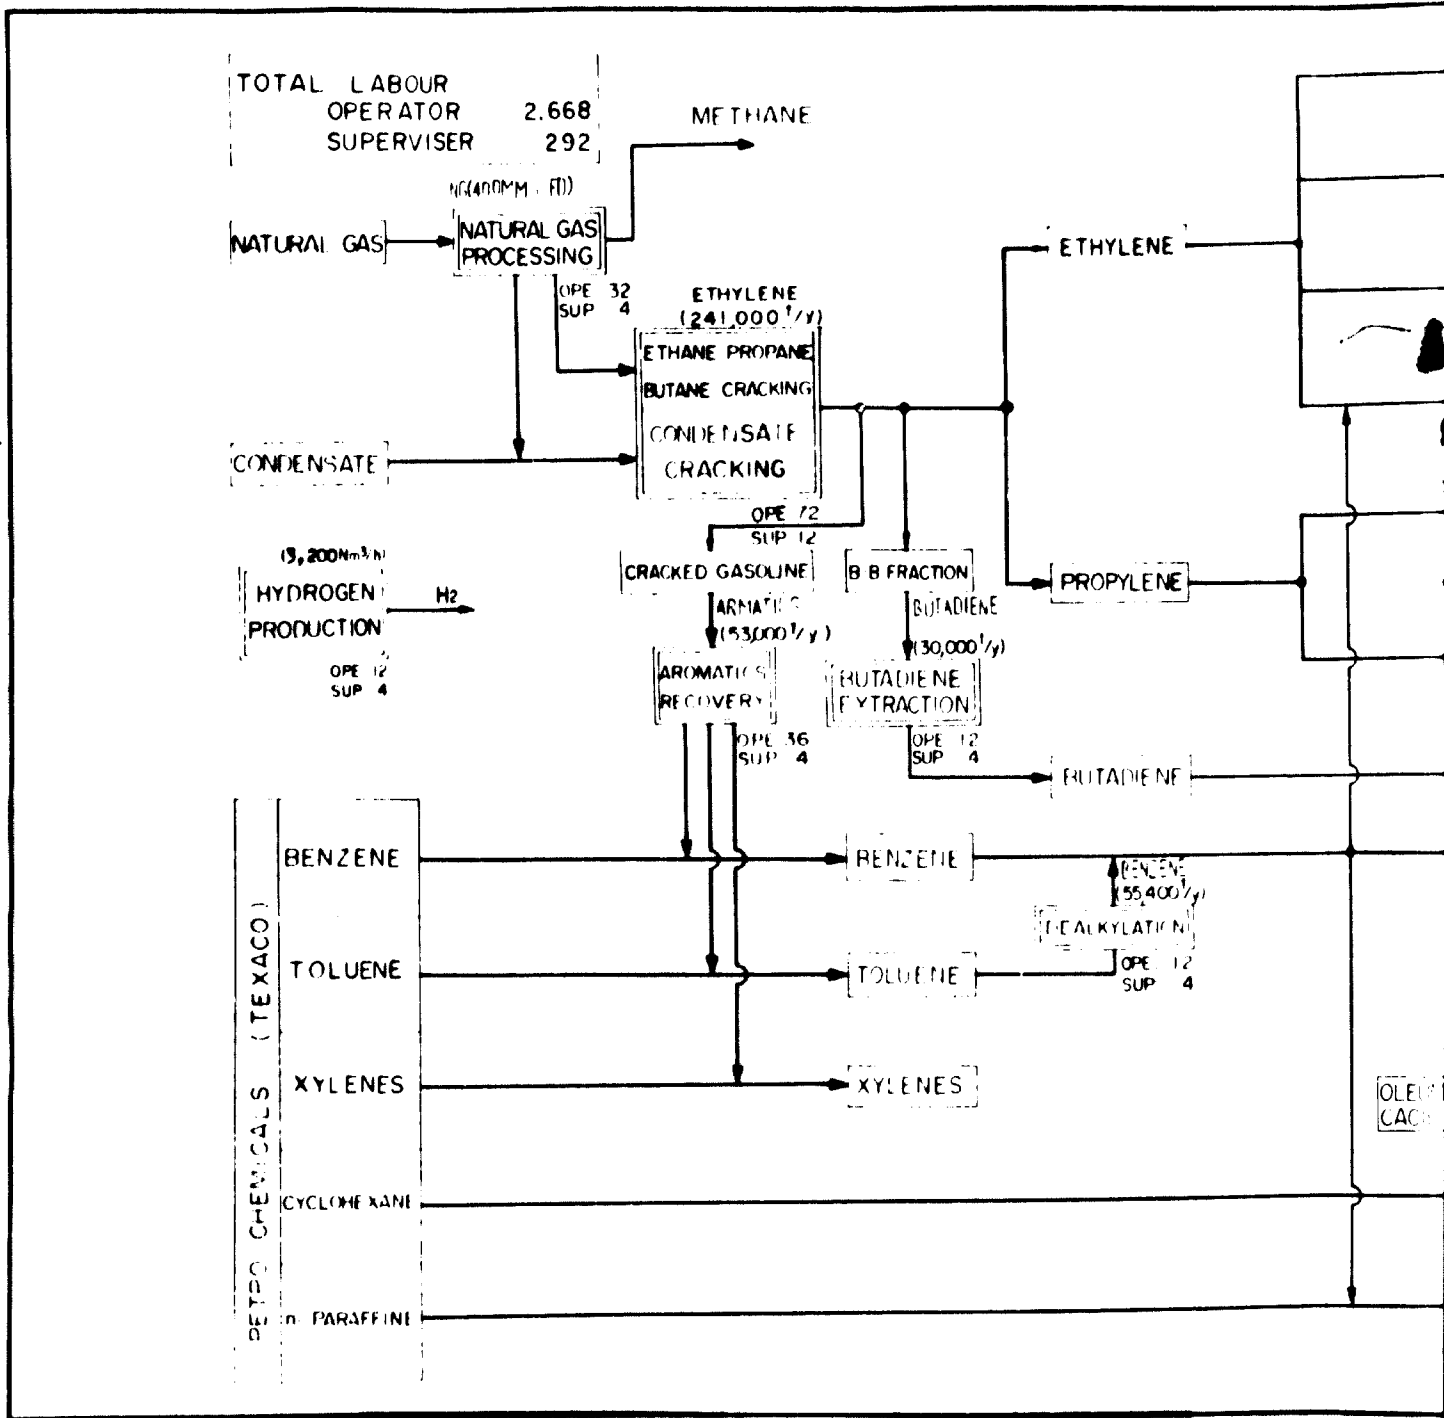 TOTAL LABOUR
OPERATOR 2.668
SUPERVISER 292
METHANE
NATURAL GAS
NATURAL GAS
PROCESSING
OPE 32
SUP 4
ETHYLENE
(241,000 t/y)
ETHANE PROPANE
BUTANE CRACKING
CONDENSATE
CRACKING
OPE 72
SUP 12
ETHYLENE
CONDENSATE
(3,200Nm3/h)
HYDROGEN
PRODUCTION
H2
OPE 12
SUP 4
CRACKED GASOLINE
ARMATICS
(53,000 t/y)
AROMATICS
RECOVERY
OPE 36
SUP 4
B B FRACTION
BUTADIENE
(30,000 t/y)
BUTADIENE
EXTRACTION
OPE 12
SUP 4
PROPYLENE
BUTADIENE
PETRO CHEMICALS (TEXACO)
BENZENE
BENZENE
BENZENE
(55,400 t/y)
DEALKYLATION
OPE 12
SUP 4
TOLUENE
TOLUENE
XYLENES
XYLENES
CYCLOHEXANE
n PARAFFINE